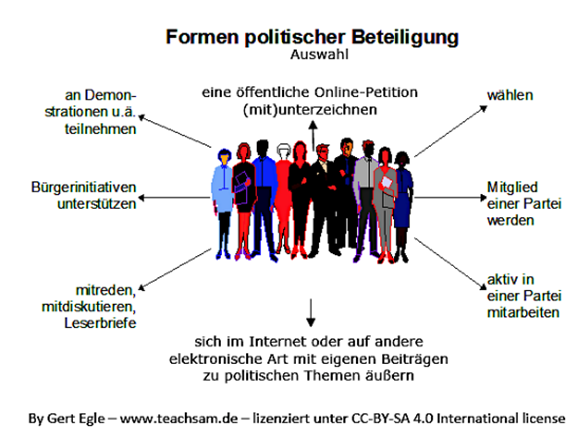 Formen politischer Beteiligung
Auswahl
an Demon-
strationen u.ä.
teilnehmen
eine öffentliche Online-Petition
(mit)unterzeichnen
wählen
Bürgerinitiativen
unterstützen
Mitglied
einer Partei
werden
mitreden,
mitdiskutieren,
Leserbriefe
aktiv in
einer Partei
mitarbeiten
sich im Internet oder auf andere
elektronische Art mit eigenen Beiträgen
zu politischen Themen äußern
By Gert Egle – www.teachsam.de – lizenziert unter CC-BY-SA 4.0 International license